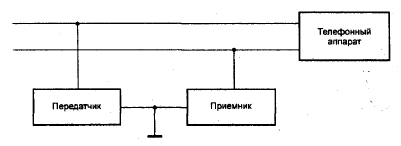 Телефонный
аппарат
Передатчик
Приемник